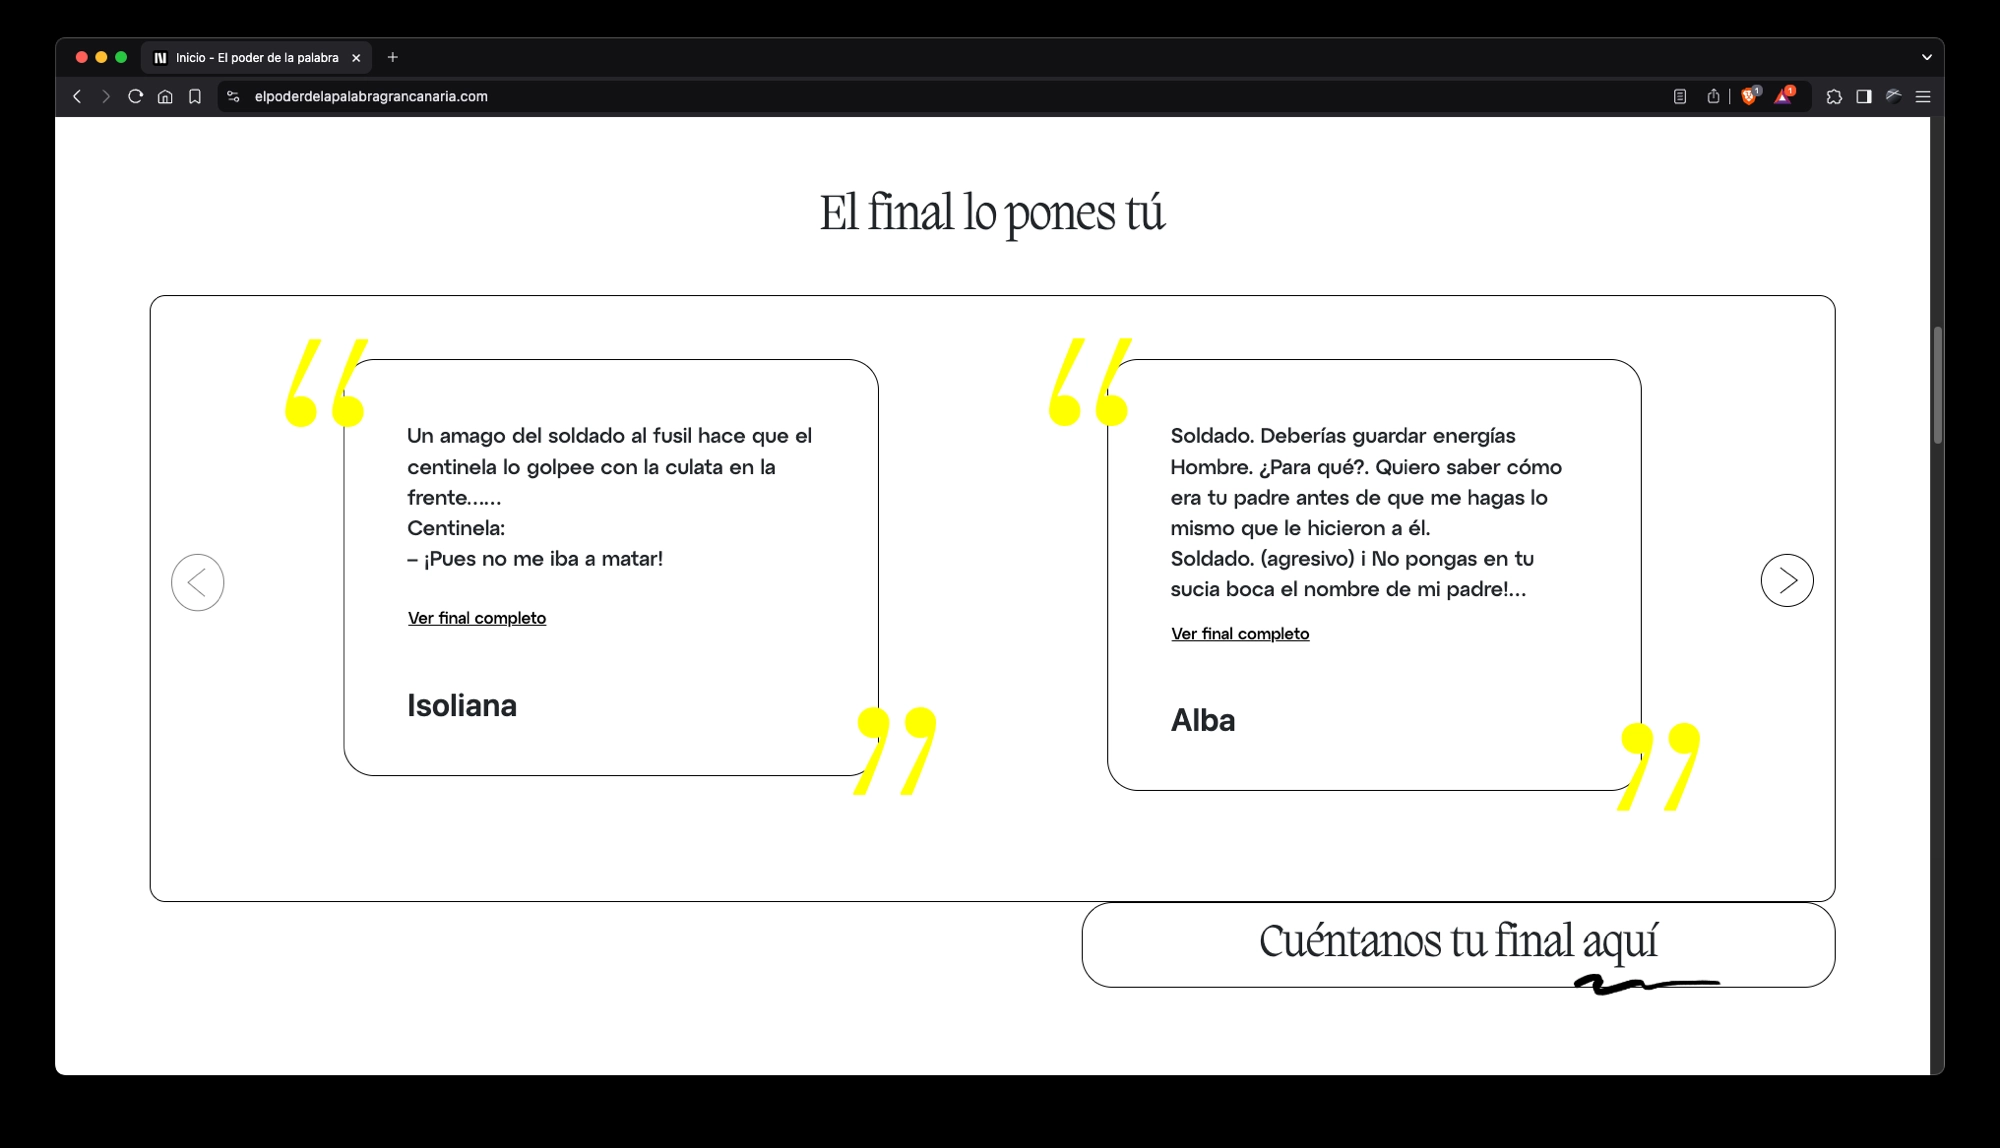 Inicio - El poder de la palabra
elpoderdelapalabragrancanaria.com
1
1
El final lo pones tú
“
Un amago del soldado al fusil hace que el
centinela lo golpee con la culata en la
frente……
Centinela:
– ¡Pues no me iba a matar!
Ver final completo
Isoliana
”
“
Soldado. Deberías guardar energías
Hombre. ¿Para qué?. Quiero saber cómo
era tu padre antes de que me hagas lo
mismo que le hicieron a él.
Soldado. (agresivo) i No pongas en tu
sucia boca el nombre de mi padre!…
Ver final completo
Alba
”
Cuéntanos tu final aquí